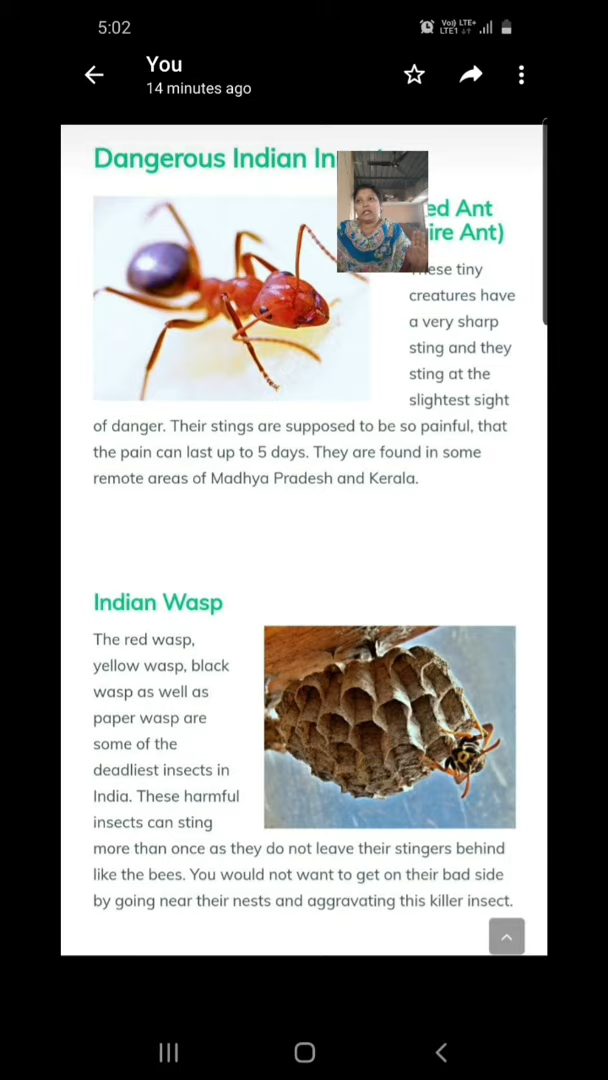 5:02
Vo) LTE+
LTE1
You
14 minutes ago
Dangerous Indian
ed Ant
ire Ant)
These tiny
creatures have
a very sharp
sting and they
sting at the
slightest sight
of danger. Their stings are supposed to be so painful, that
the pain can last up to 5 days. They are found in some
remote areas of Madhya Pradesh and Kerala.
Indian Wasp
The red wasp,
yellow wasp, black
wasp as well as
paper wasp are
some of the
deadliest insects in
India. These harmful
insects can sting
more than once as they do not leave their stingers behind
like the bees. You would not want to get on their bad side
by going near their nests and aggravating this killer insect.